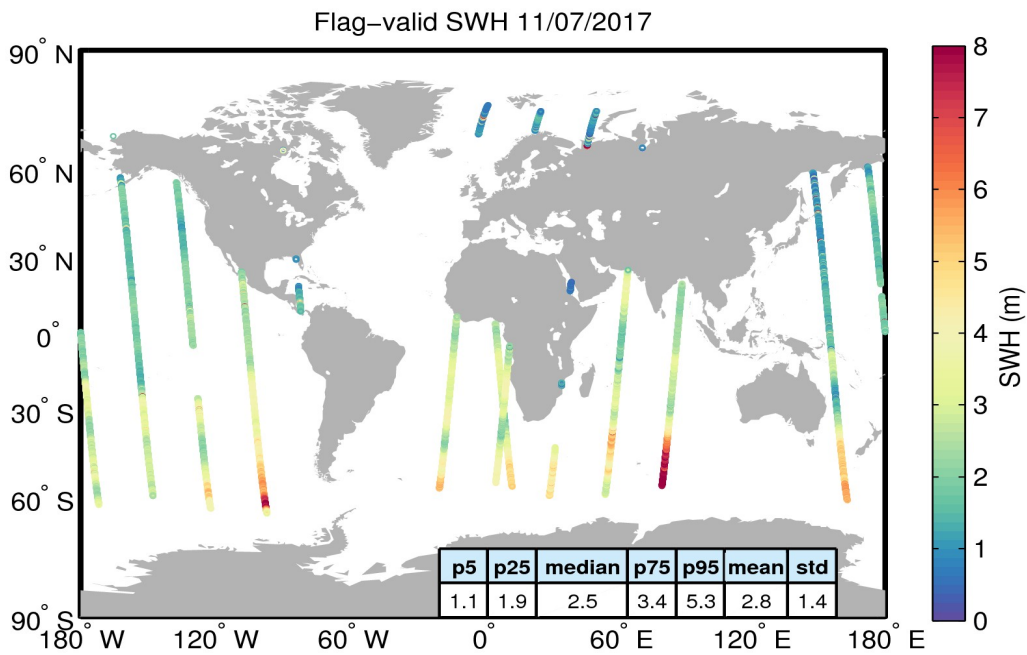 Flag−valid SWH 11/07/2017
90° N
60° N
30° N
0°
30° S
60° S
90° S
180° W
120° W
60° W
0°
60° E
120° E
180° E
8
7
6
5
4
3
2
1
0
SWH (m)
p5 p25 median p75 p95 mean std
1.1 1.9 2.5 3.4 5.3 2.8 1.4